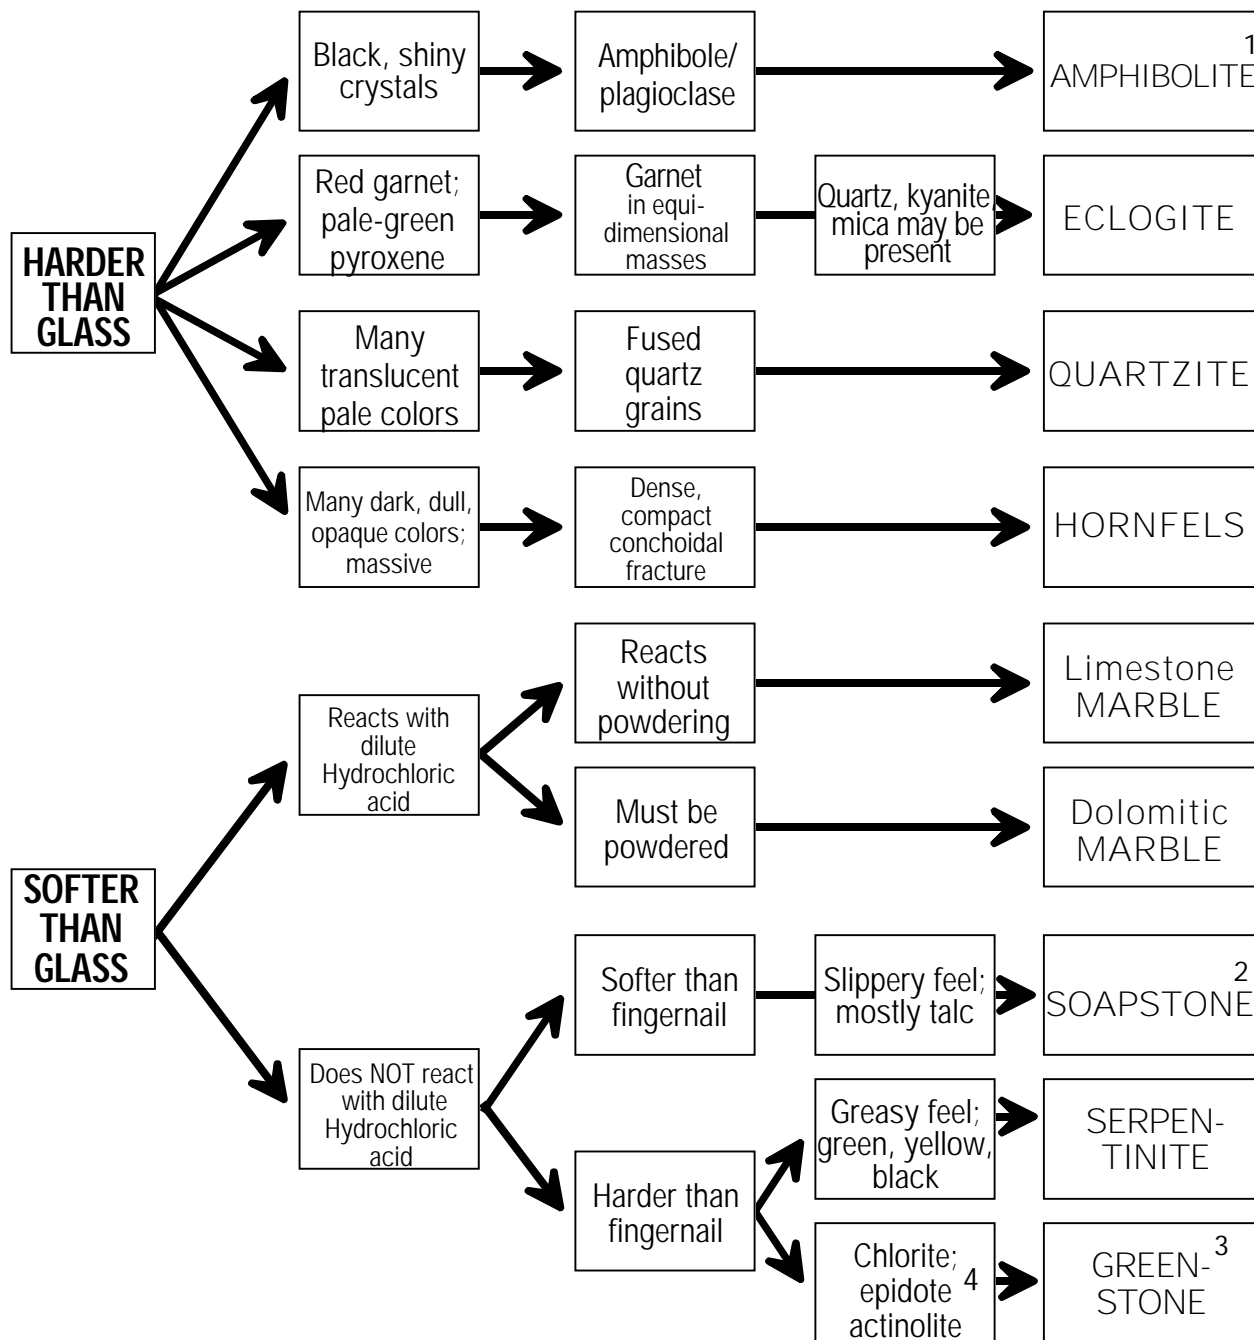 HARDER
THAN
GLASS
Black, shiny
crystals
Amphibole/
plagioclase
1
AMPHIBOLITE
Red garnet;
pale-green
pyroxene
Garnet
in equi-
dimensional
masses
Quartz, kyanite,
mica may be
present
ECLOGITE
Many
translucent
pale colors
Fused
quartz
grains
QUARTZITE
Many dark, dull,
opaque colors;
massive
Dense,
compact
conchoidal
fracture
HORNFELS
SOFTER
THAN
GLASS
Reacts with
dilute
Hydrochloric
acid
Reacts
without
powdering
Limestone
MARBLE
Must be
powdered
Dolomitic
MARBLE
Does NOT react
with dilute
Hydrochloric
acid
Softer than
fingernail
Slippery feel;
mostly talc
2
SOAPSTONE
Harder than
fingernail
Greasy feel;
green, yellow,
black
SERPEN-
TINITE
Chlorite;
epidote 4
actinolite
GREEN- 3
STONE